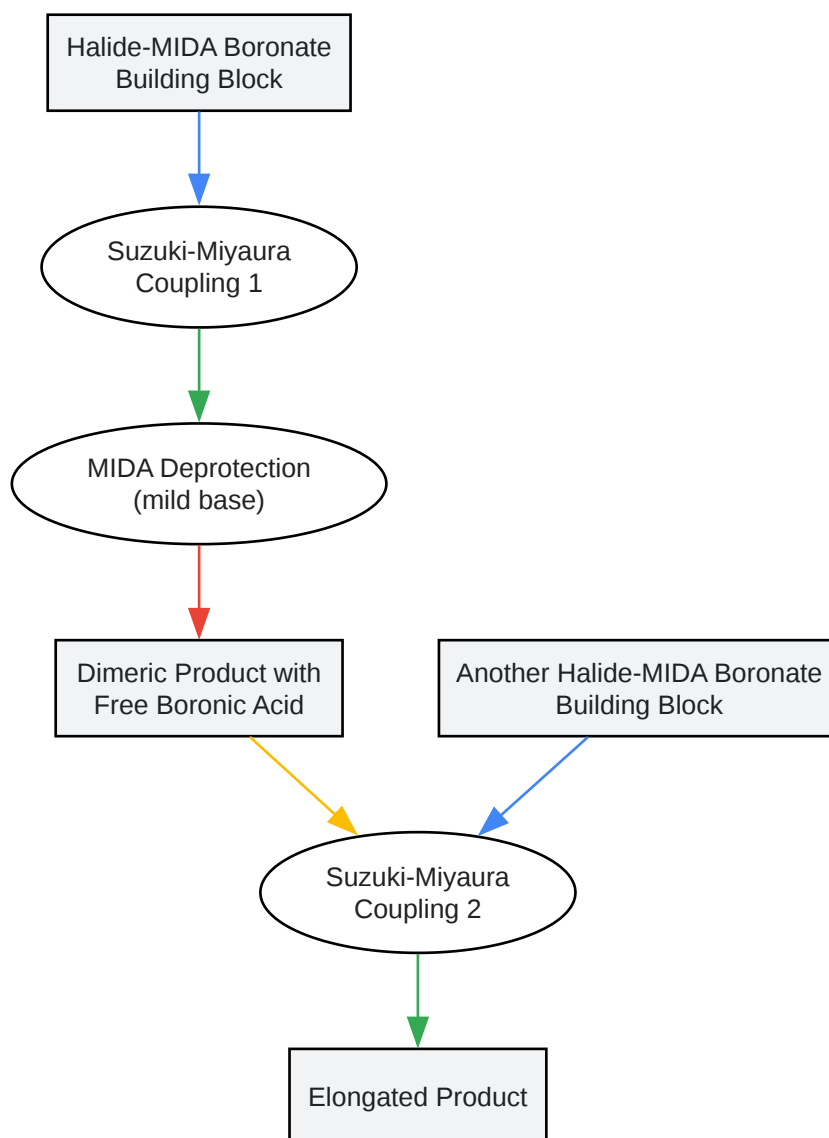 Halide-MIDA Boronate
Building Block
Suzuki-Miyaura
Coupling 1
MIDA Deprotection
(mild base)
Dimeric Product with
Free Boronic Acid
Another Halide-MIDA Boronate
Building Block
Suzuki-Miyaura
Coupling 2
Elongated Product